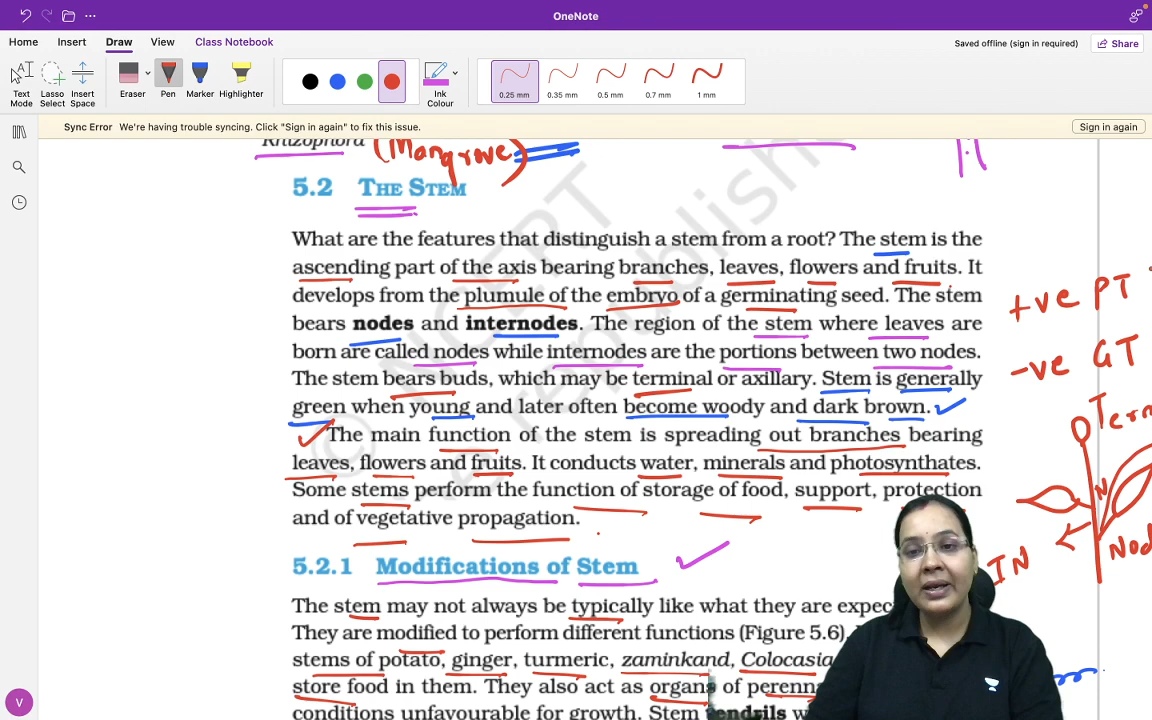 OneNote
Home Insert Draw View Class Notebook
Saved offline (sign in required) Share
Text Mode Lasso Select Insert Space Eraser Pen Marker Highlighter Ink Colour 0.25 mm 0.35 mm 0.5 mm 0.7 mm 1 mm
Sync Error We're having trouble syncing. Click "Sign in again" to fix this issue. Sign in again
Rhizophora (Mangrove)
5.2 THE STEM
What are the features that distinguish a stem from a root? The stem is the
ascending part of the axis bearing branches, leaves, flowers and fruits. It
develops from the plumule of the embryo of a germinating seed. The stem
bears nodes and internodes. The region of the stem where leaves are
born are called nodes while internodes are the portions between two nodes.
The stem bears buds, which may be terminal or axillary. Stem is generally
green when young and later often become woody and dark brown.
The main function of the stem is spreading out branches bearing
leaves, flowers and fruits. It conducts water, minerals and photosynthates.
Some stems perform the function of storage of food, support, protection
and of vegetative propagation.
+ve PT
-ve GT
Term
N
Nod
IN
5.2.1 Modifications of Stem
The stem may not always be typically like what they are expec
They are modified to perform different functions (Figure 5.6).
stems of potato, ginger, turmeric, zaminkand, Colocasia
store food in them. They also act as organs of perenn
conditions unfavourable for growth. Stem tendrils w
V
© NCERT
be republish